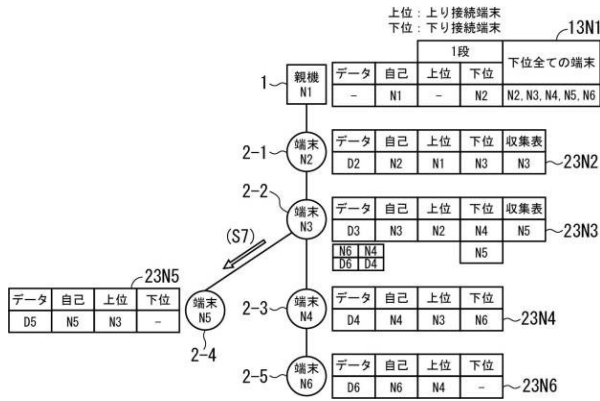 上位：上り接続端末
下位：下り接続端末
13N1
1段
下位全ての端末
データ 自己 上位 下位
- N1 - N2 N2, N3, N4, N5, N6
1
親機
N1
2-1
端末
N2
データ 自己 上位 下位 収集表
D2 N2 N1 N3 N3
23N2
2-2
端末
N3
データ 自己 上位 下位 収集表
D3 N3 N2 N4 N5
23N3
N6 N4
D6 D4
N5
(S7)
23N5
データ 自己 上位 下位
D5 N5 N3 -
端末
N5
2-4
2-3
端末
N4
データ 自己 上位 下位
D4 N4 N3 N6
23N4
2-5
端末
N6
データ 自己 上位 下位
D6 N6 N4 -
23N6